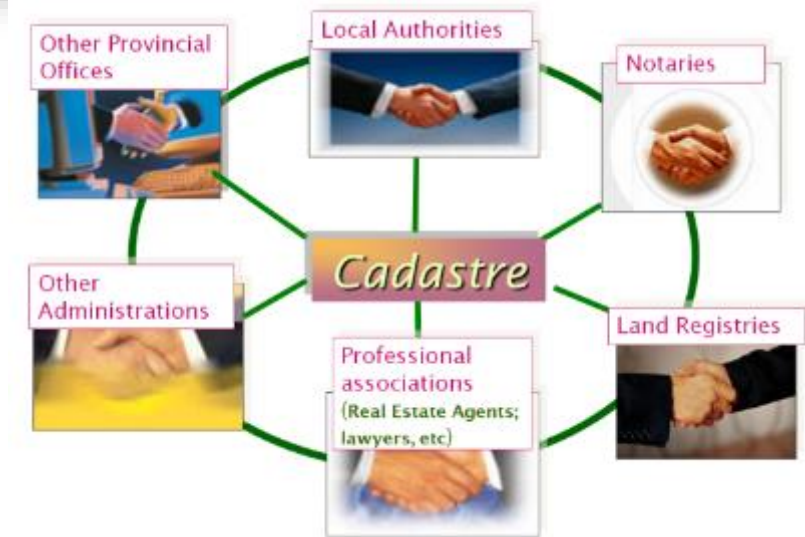 Other Provincial
Offices
Local Authorities
Notaries
Cadastre
Other
Administrations
Land Registries
Professional
associations
(Real Estate Agents;
lawyers, etc)